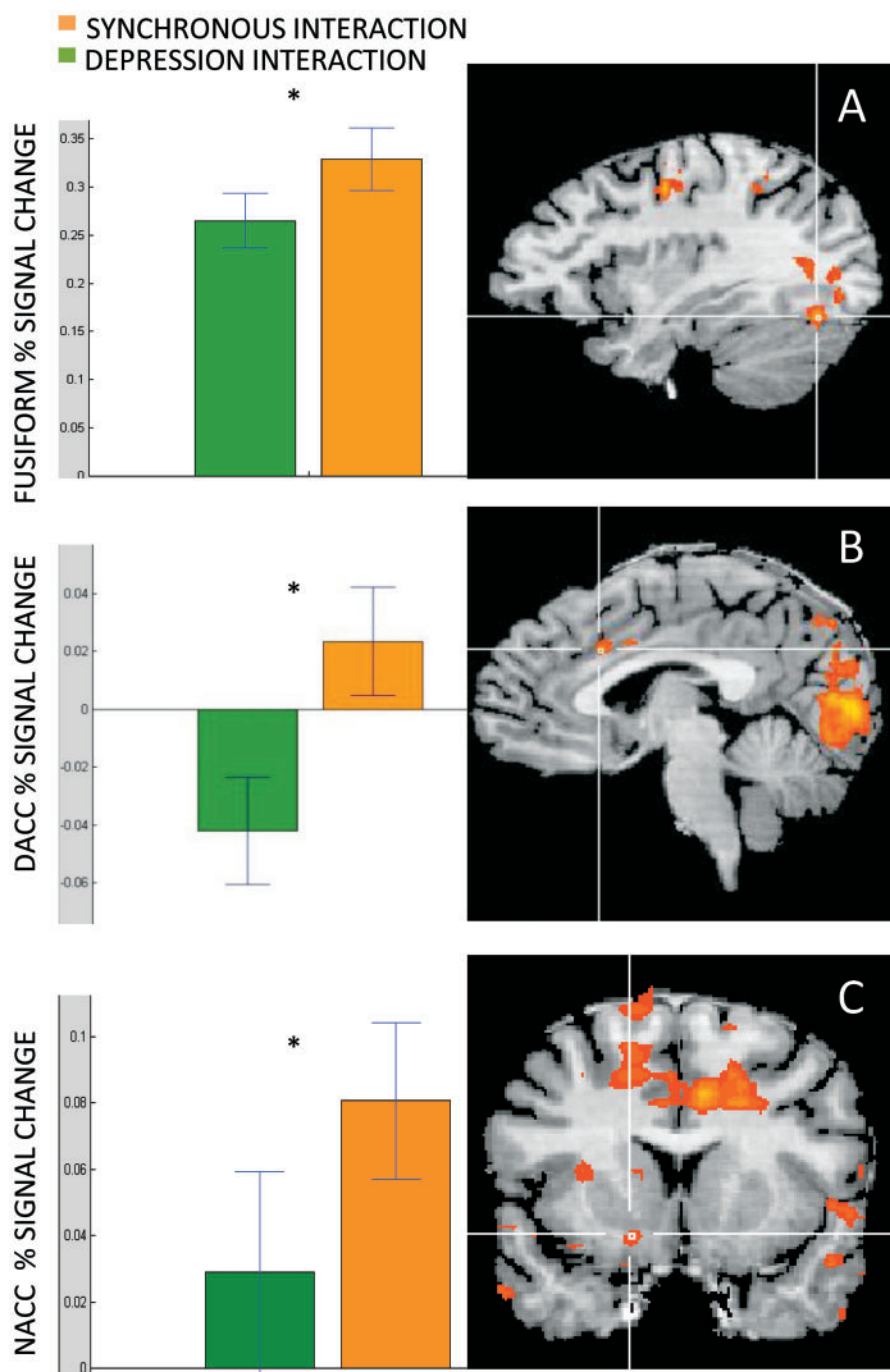 SYNCHRONOUS INTERACTION
DEPRESSION INTERACTION
FUSIFORM % SIGNAL CHANGE
*
0.35
0.3
0.25
0.2
0.15
0.1
0.05
0
A
DACC % SIGNAL CHANGE
*
0.04
0.02
0
-0.02
-0.04
-0.06
B
NACC % SIGNAL CHANGE
*
0.1
0.08
0.06
0.04
0.02
0
C